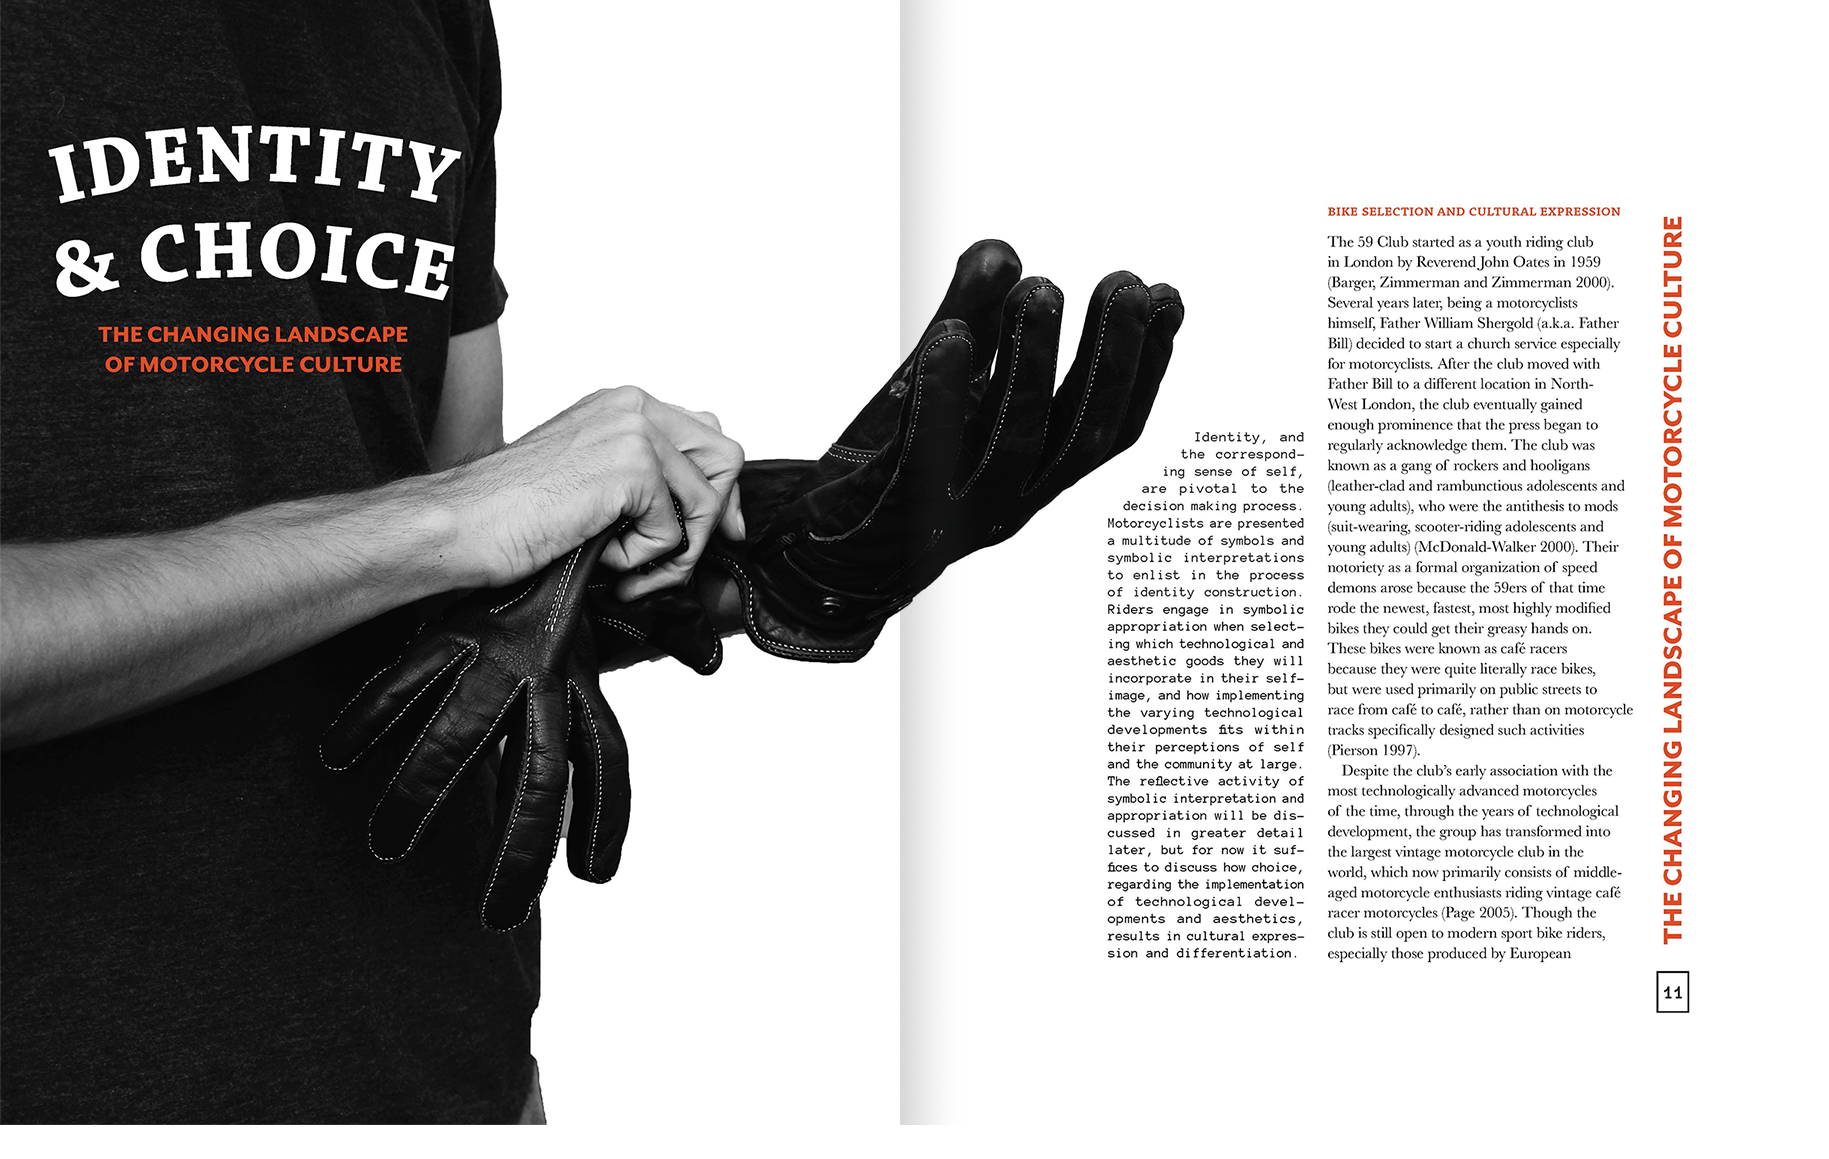 IDENTITY
& CHOICE
THE CHANGING LANDSCAPE
OF MOTORCYCLE CULTURE
Identity, and
the correspond-
ing sense of self,
are pivotal to the
decision making process.
Motorcyclists are presented
a multitude of symbols and
symbolic interpretations
to enlist in the process
of identity construction.
Riders engage in symbolic
appropriation when select-
ing which technological and
aesthetic goods they will
incorporate in their self-
image, and how implementing
the varying technological
developments fits within
their perceptions of self
and the community at large.
The reflective activity of
symbolic interpretation and
appropriation will be dis-
cussed in greater detail
later, but for now it suf-
fices to discuss how choice,
regarding the implementation
of technological devel-
opments and aesthetics,
results in cultural expres-
sion and differentiation.
BIKE SELECTION AND CULTURAL EXPRESSION
The 59 Club started as a youth riding club
in London by Reverend John Oates in 1959
(Barger, Zimmerman and Zimmerman 2000).
Several years later, being a motorcyclists
himself, Father William Shergold (a.k.a. Father
Bill) decided to start a church service especially
for motorcyclists. After the club moved with
Father Bill to a different location in North-
West London, the club eventually gained
enough prominence that the press began to
regularly acknowledge them. The club was
known as a gang of rockers and hooligans
(leather-clad and rambunctious adolescents and
young adults), who were the antithesis to mods
(suit-wearing, scooter-riding adolescents and
young adults) (McDonald-Walker 2000). Their
notoriety as a formal organization of speed
demons arose because the 59ers of that time
rode the newest, fastest, most highly modified
bikes they could get their greasy hands on.
These bikes were known as café racers
because they were quite literally race bikes,
but were used primarily on public streets to
race from café to café, rather than on motorcycle
tracks specifically designed such activities
(Pierson 1997).
Despite the club's early association with the
most technologically advanced motorcycles
of the time, through the years of technological
development, the group has transformed into
the largest vintage motorcycle club in the
world, which now primarily consists of middle-
aged motorcycle enthusiasts riding vintage café
racer motorcycles (Page 2005). Though the
club is still open to modern sport bike riders,
especially those produced by European
THE CHANGING LANDSCAPE OF MOTORCYCLE CULTURE
11